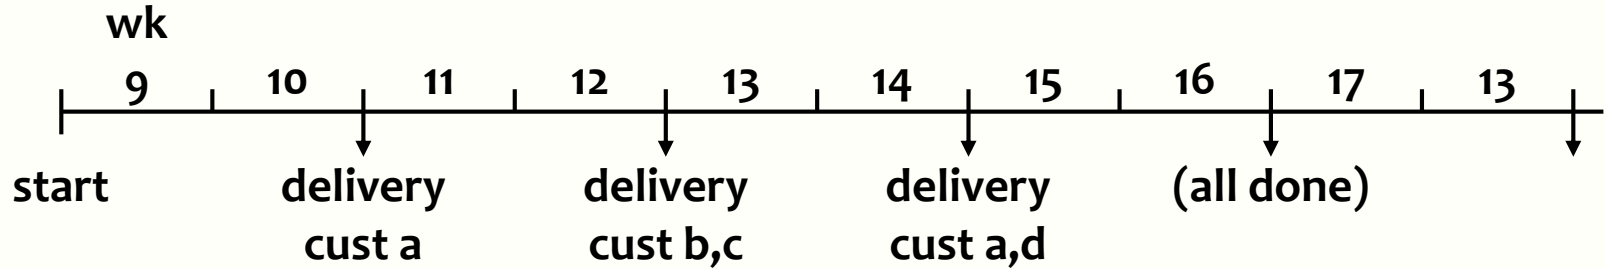 wk
9 10 11 12 13 14 15 16 17 13
start delivery delivery delivery (all done)
cust a cust b,c cust a,d